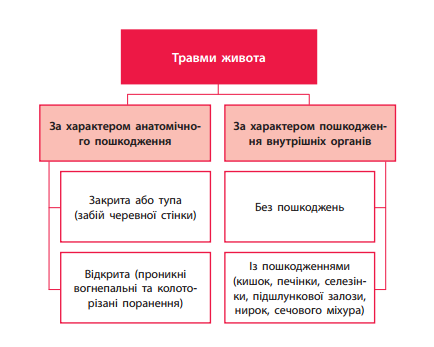 Травми живота
За характером анатомічно-
го пошкодження
За характером пошкоджен-
ня внутрішніх органів
Закрита або тупа
(забій черевної стінки)
Без пошкоджень
Відкрита (проникні
вогнепальні та колото-
різані поранення)
Із пошкодженнями
(кишок, печінки, селезін-
ки, підшлункової залози,
нирок, сечового міхура)